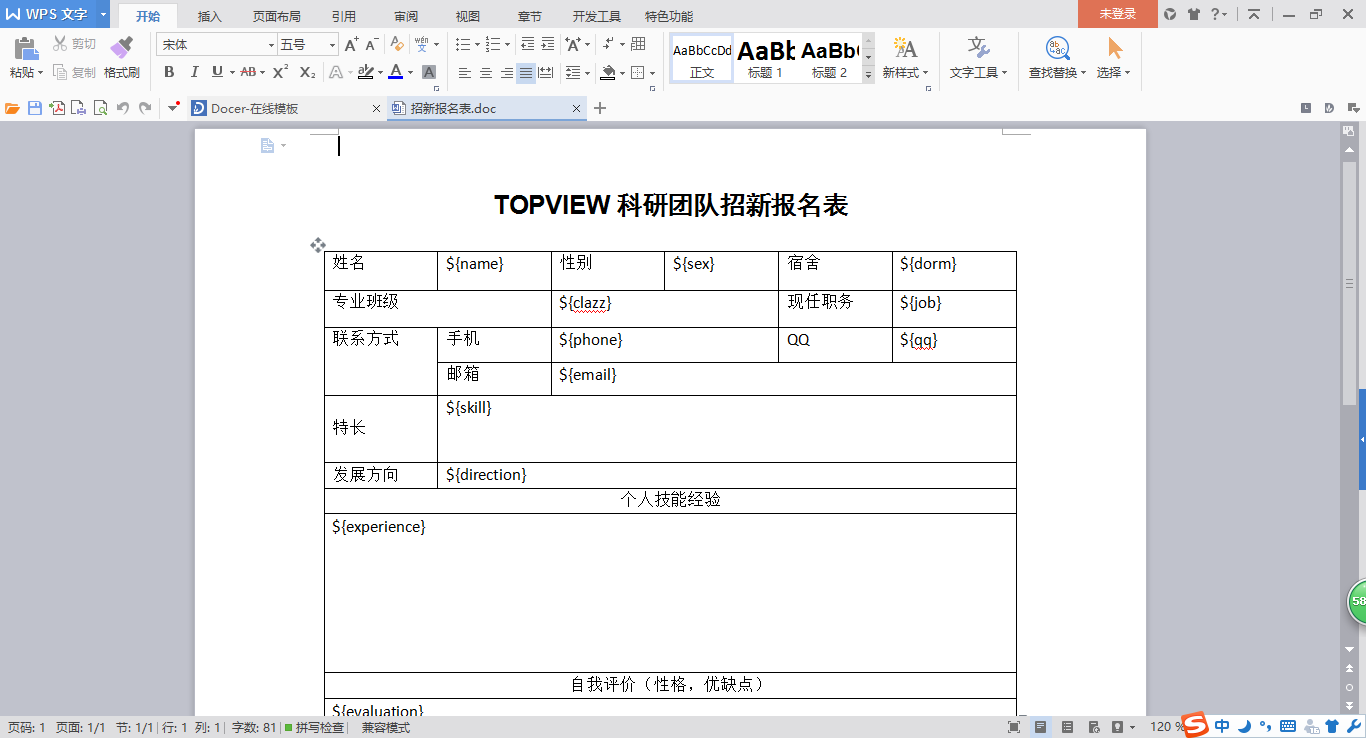 WPS 文字 开始 插入 页面布局 引用 审阅 视图 章节 开发工具 特色功能 未登录
剪切 宋体 五号
粘贴 复制 格式刷
AaBbCcDd AaBb AaBb
正文 标题 1 标题 2 新样式 文字工具 查找替换 选择
Docer-在线模板 招新报名表.doc
TOPVIEW 科研团队招新报名表
姓名 ${name} 性别 ${sex} 宿舍 ${dorm}
专业班级 ${clazz} 现任职务 ${job}
联系方式 手机 ${phone} QQ ${qq}
邮箱 ${email}
特长 ${skill}
发展方向 ${direction}
个人技能经验
${experience}
58
自我评价（性格，优缺点）
${evaluation}
页码: 1 页面: 1/1 节: 1/1 行: 1 列: 1 字数: 81 拼写检查 兼容模式 120 % 中